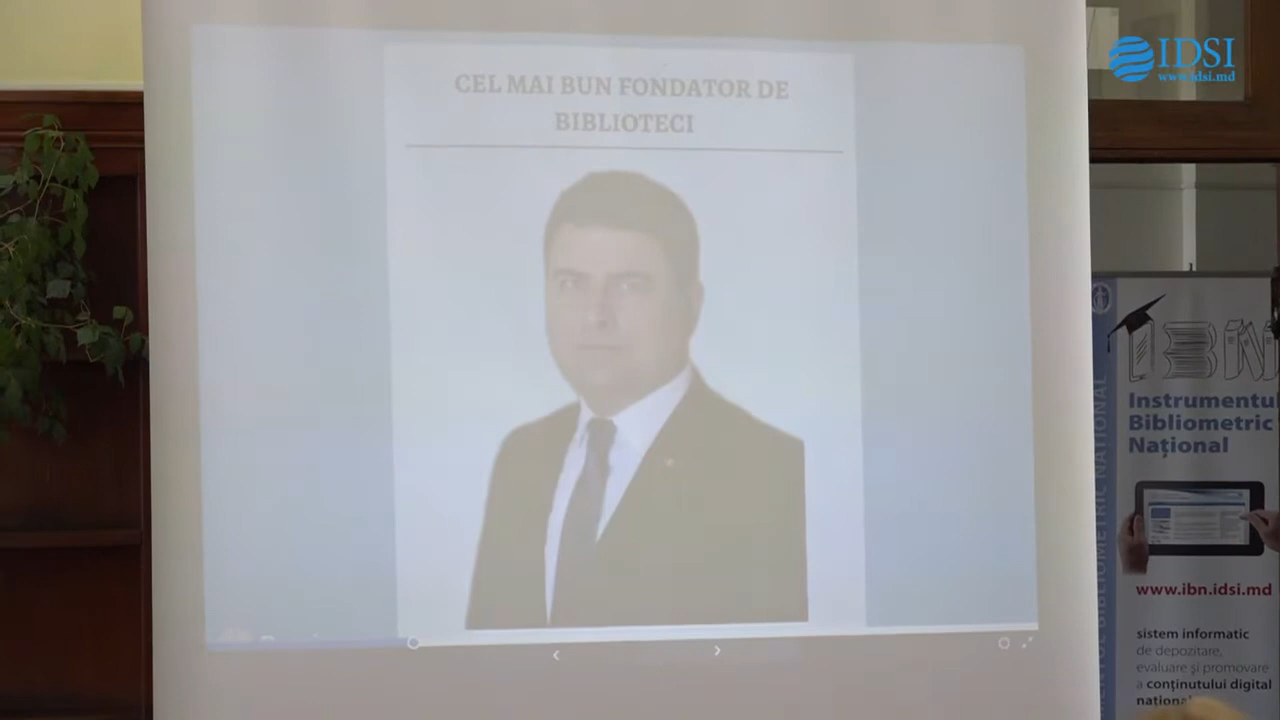 IDSI
www.idsi.md
CEL MAI BUN FONDATOR DE
BIBLIOTECI
IBN
Instrumentul
Bibliometric
Național
www.ibn.idsi.md
sistem informatic
de depozitare,
evaluare și promovare
a conținutului digital